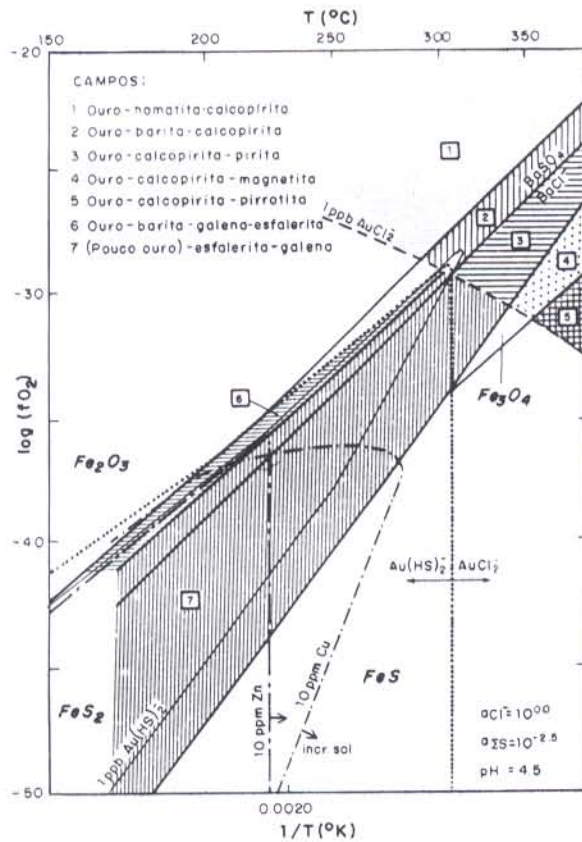 T (°C)
150 200 250 300 350
-20
CAMPOS:
1 Ouro-hematita-calcopirita
2 Ouro-barita-calcopirita
3 Ouro-calcopirita-pirita
4 Ouro-calcopirita-magnetita
5 Ouro-calcopirita-pirrotita
6 Ouro-barita-galena-esfalerita
7 (Pouco ouro)-esfalerita-galena
1
BaSO₄
BaCl⁺
2
1 ppb AuCl₂⁻
3
4
-30
5
Fe₃O₄
log (fO₂)
6
Fe₂O₃
-40
Au(HS)₂⁻ AuCl₂⁻
7
10 ppm Cu
10 ppm Zn
FeS
FeS₂
aCl⁻=10⁰·⁰
aΣS=10⁻²·⁵
incr sol
1 ppb Au(HS)₂⁻
pH = 4.5
-50
0.0020
1/T(°K)